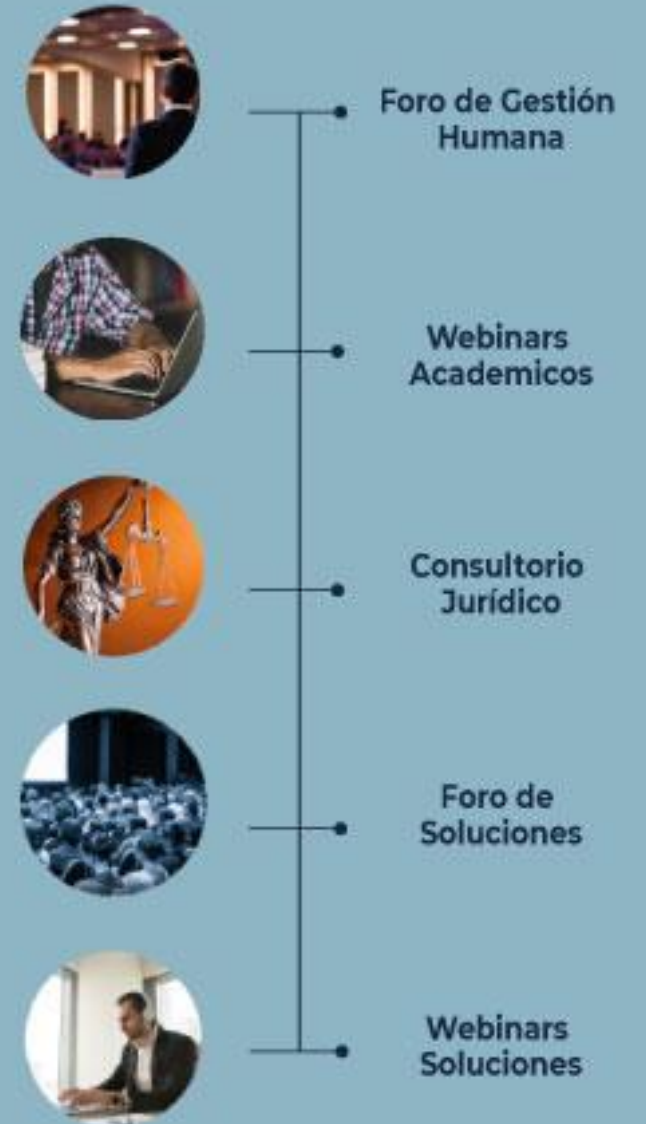 Foro de Gestión
Humana
Webinars
Academicos
Consultorio
Jurídico
Foro de
Soluciones
Webinars
Soluciones